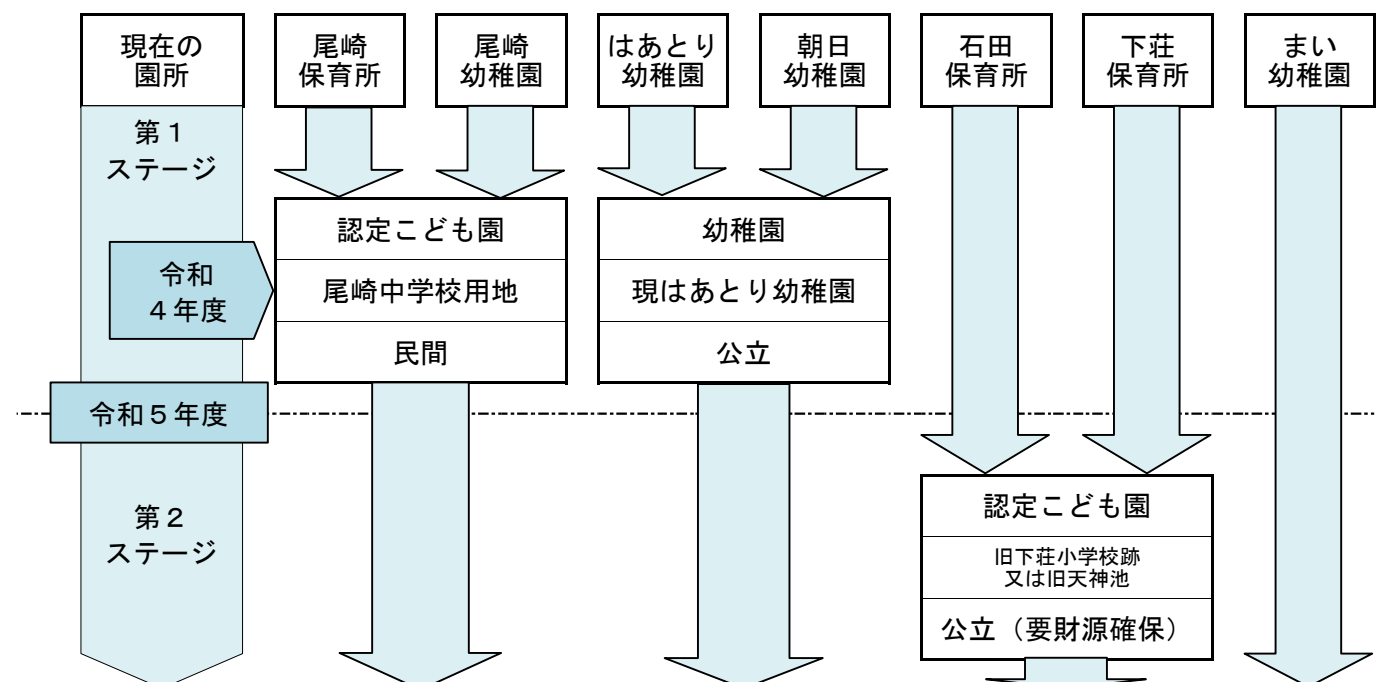 現在の
園所
尾崎
保育所
尾崎
幼稚園
はあとり
幼稚園
朝日
幼稚園
石田
保育所
下荘
保育所
まい
幼稚園
第1
ステージ
認定こども園
尾崎中学校用地
民間
幼稚園
現はあとり幼稚園
公立
令和
4年度
令和5年度
第2
ステージ
認定こども園
旧下荘小学校跡
又は旧天神池
公立（要財源確保）